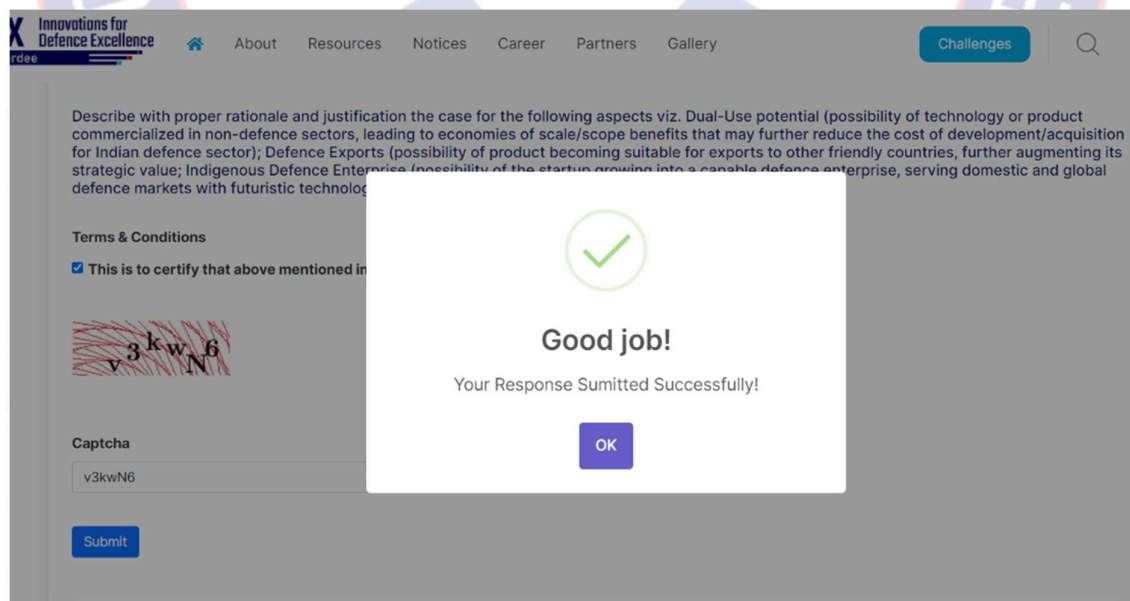 X Innovations for
Defence Excellence
rdee
About Resources Notices Career Partners Gallery
Challenges
Describe with proper rationale and justification the case for the following aspects viz. Dual-Use potential (possibility of technology or product
commercialized in non-defence sectors, leading to economies of scale/scope benefits that may further reduce the cost of development/acquisition
for Indian defence sector); Defence Exports (possibility of product becoming suitable for exports to other friendly countries, further augmenting its
strategic value; Indigenous Defence Enterprise (possibility of the startup growing into a capable defence enterprise, serving domestic and global
defence markets with futuristic technolog
Terms & Conditions
This is to certify that above mentioned in
v3kwN6
Good job!
Your Response Sumitted Successfully!
OK
Captcha
v3kwN6
Submit